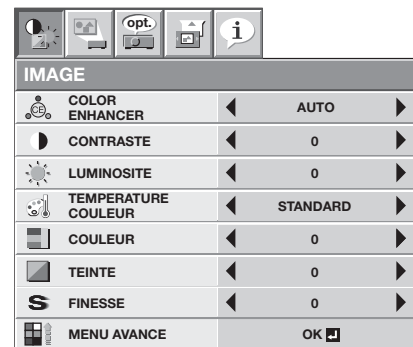 opt.
i
IMAGE
CE
COLOR
ENHANCER
AUTO
CONTRASTE
0
LUMINOSITE
0
TEMPERATURE
COULEUR
STANDARD
COULEUR
0
TEINTE
0
S FINESSE
0
MENU AVANCE
OK